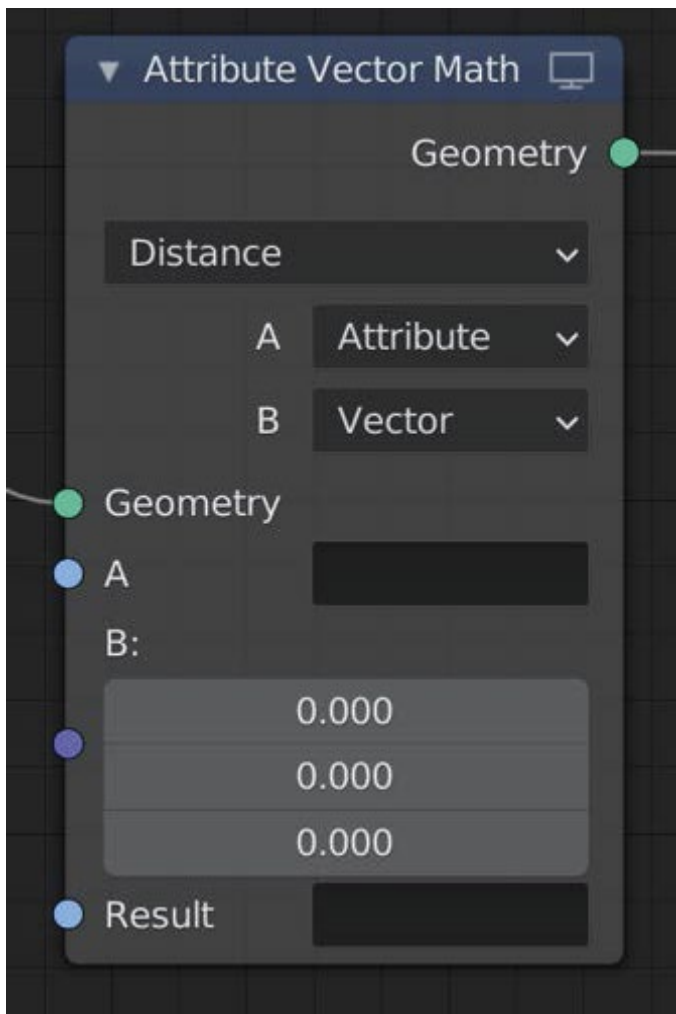 Attribute Vector Math
Geometry
Distance
A Attribute
B Vector
Geometry
A
B:
0.000
0.000
0.000
Result